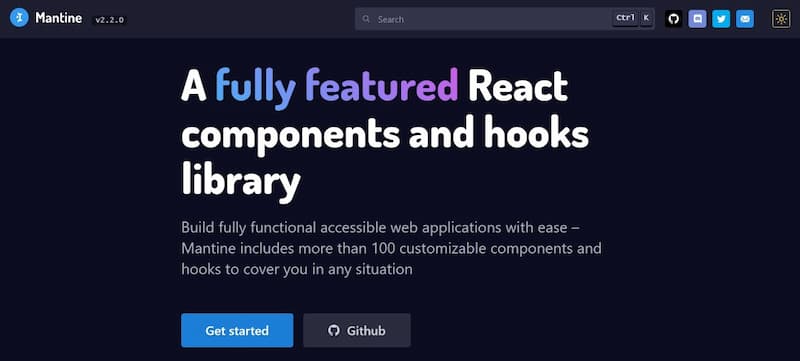 Mantine v2.2.0 Search Ctrl K
A fully featured React
components and hooks
library
Build fully functional accessible web applications with ease –
Mantine includes more than 100 customizable components and
hooks to cover you in any situation
Get started Github